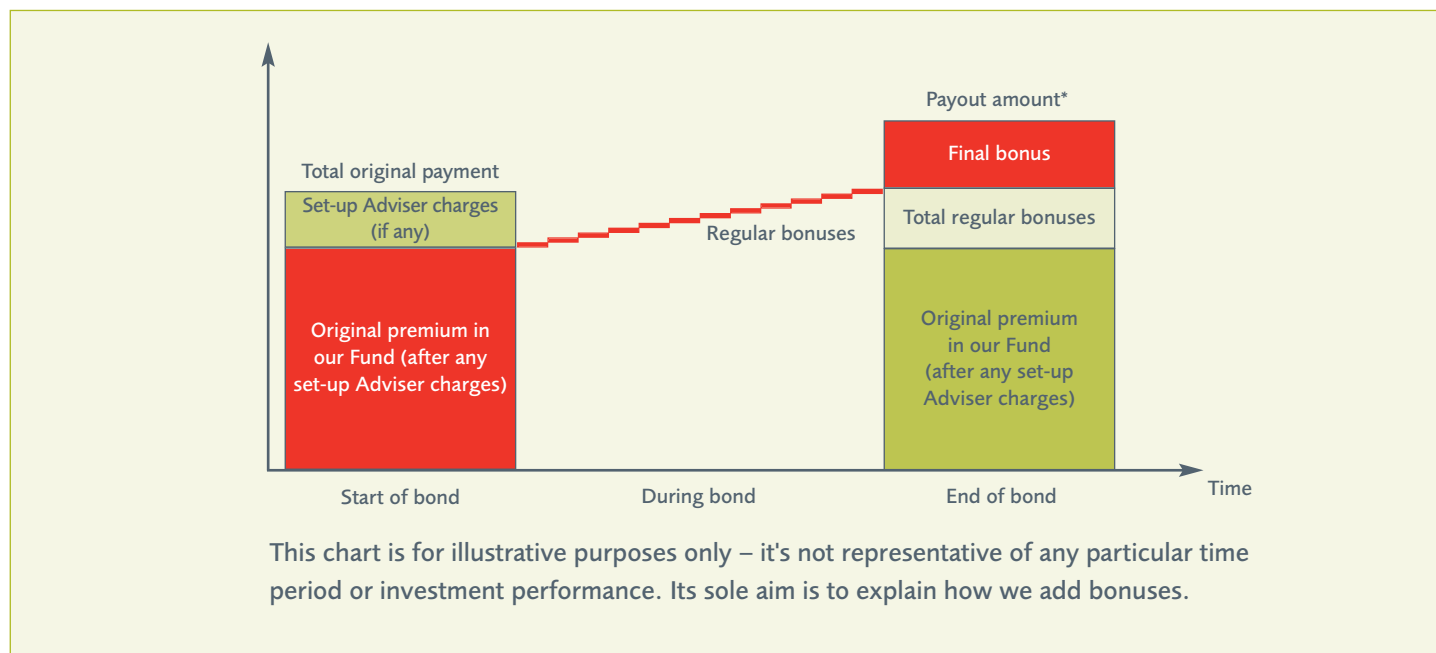 Payout amount*
Final bonus
Total original payment
Set-up Adviser charges
(if any)
Total regular bonuses
Regular bonuses
Original premium in
our Fund (after any
set-up Adviser charges)
Original premium
in our Fund
(after any set-up
Adviser charges)
Start of bond
During bond
End of bond
Time
This chart is for illustrative purposes only – it's not representative of any particular time
period or investment performance. Its sole aim is to explain how we add bonuses.